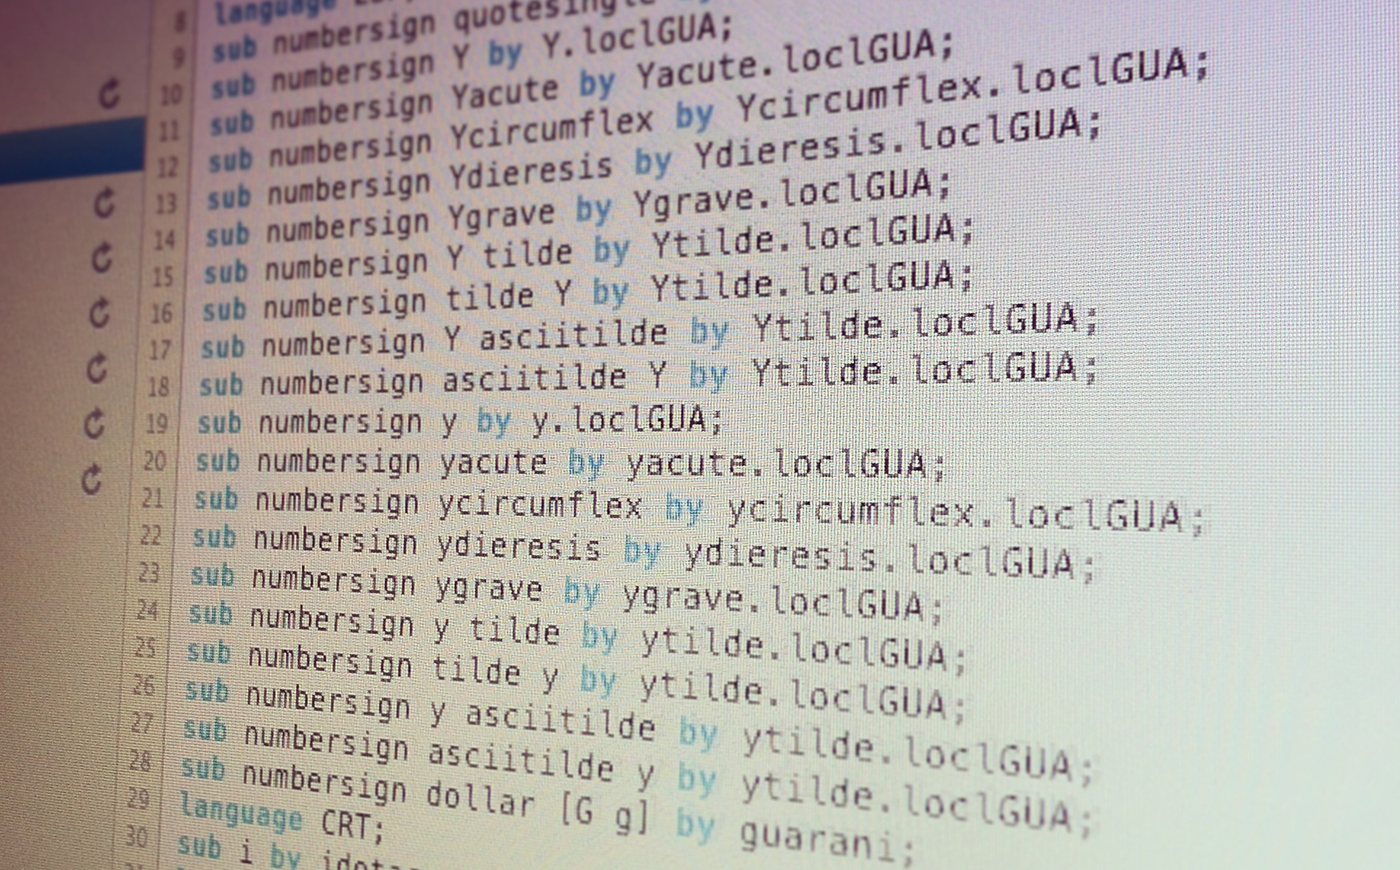 8 language
9 sub numbersign quotesingle
10 sub numbersign Y by Y.loclGUA;
11 sub numbersign Yacute by Yacute.loclGUA;
12 sub numbersign Ycircumflex by Ycircumflex.loclGUA;
13 sub numbersign Ydieresis by Ydieresis.loclGUA;
14 sub numbersign Ygrave by Ygrave.loclGUA;
15 sub numbersign Y tilde by Ytilde.loclGUA;
16 sub numbersign tilde Y by Ytilde.loclGUA;
17 sub numbersign Y asciitilde by Ytilde.loclGUA;
18 sub numbersign asciitilde Y by Ytilde.loclGUA;
19 sub numbersign y by y.loclGUA;
20 sub numbersign yacute by yacute.loclGUA;
21 sub numbersign ycircumflex by ycircumflex.loclGUA;
22 sub numbersign ydieresis by ydieresis.loclGUA;
23 sub numbersign ygrave by ygrave.loclGUA;
24 sub numbersign y tilde by ytilde.loclGUA;
25 sub numbersign tilde y by ytilde.loclGUA;
26 sub numbersign y asciitilde by ytilde.loclGUA;
27 sub numbersign asciitilde y by ytilde.loclGUA;
28 sub numbersign dollar [G g] by guarani;
29 language CRT;
30 sub i by